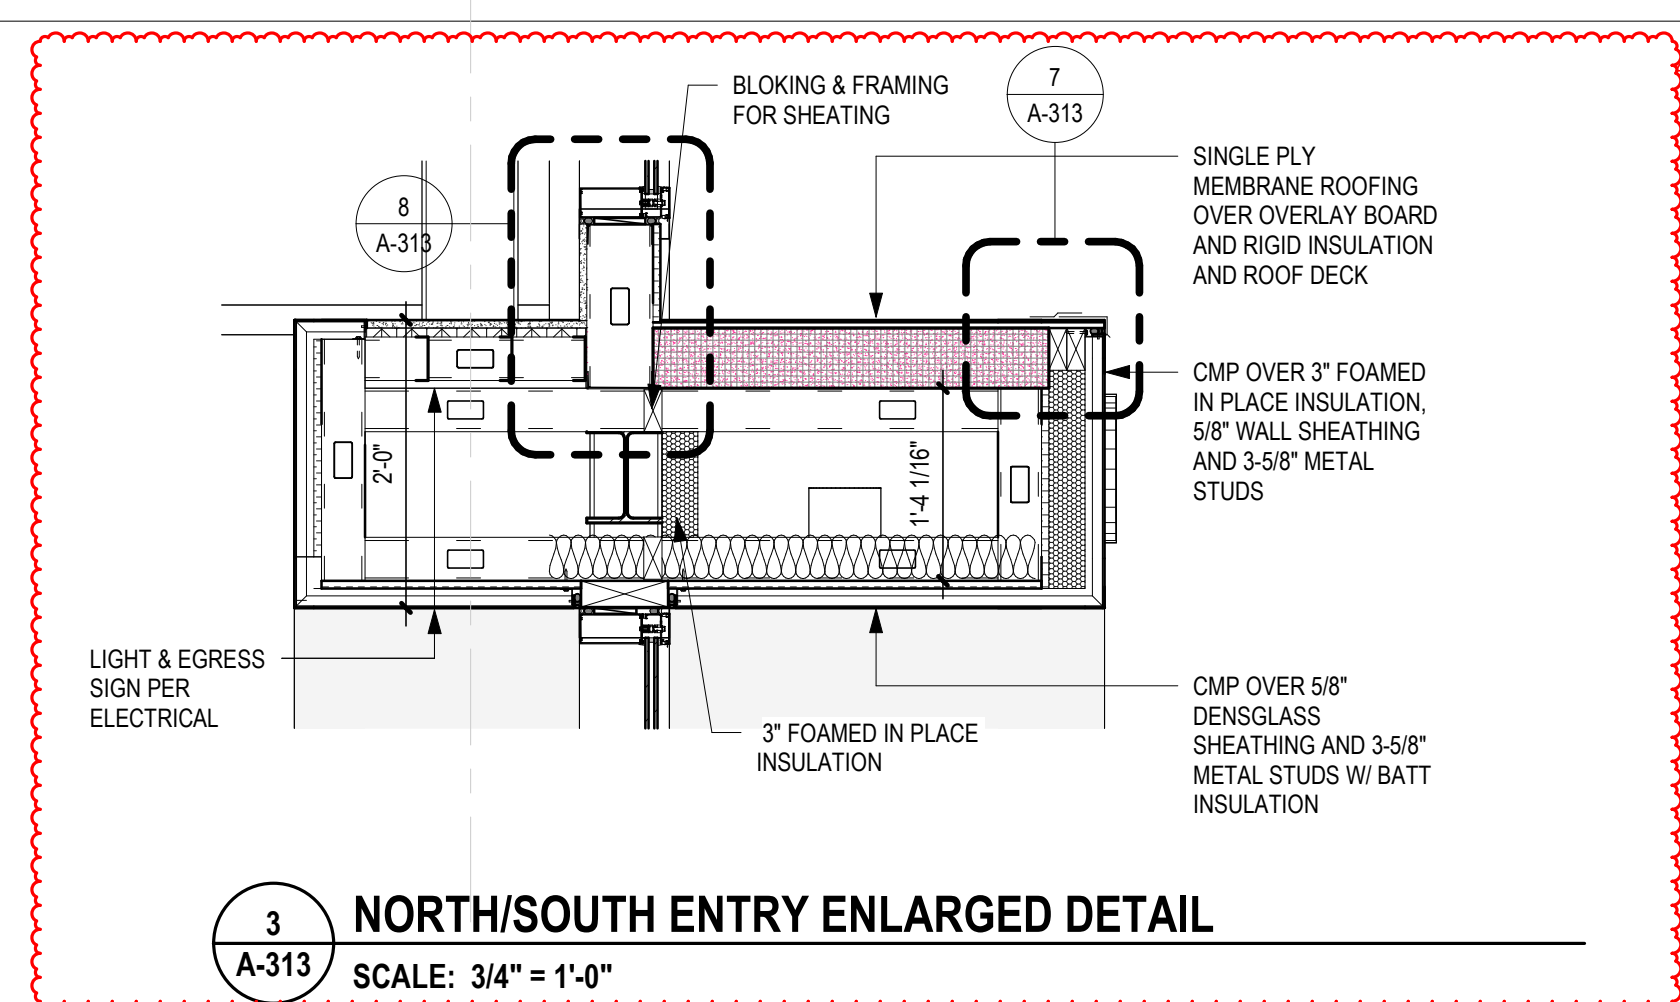 BLOKING & FRAMING
FOR SHEATING
7
A-313
SINGLE PLY
MEMBRANE ROOFING
OVER OVERLAY BOARD
AND RIGID INSULATION
AND ROOF DECK
8
A-313
CMP OVER 3" FOAMED
IN PLACE INSULATION,
5/8" WALL SHEATHING
AND 3-5/8" METAL
STUDS
2'-0"
1'-4 1/16"
LIGHT & EGRESS
SIGN PER
ELECTRICAL
3" FOAMED IN PLACE
INSULATION
CMP OVER 5/8"
DENSGLASS
SHEATHING AND 3-5/8"
METAL STUDS W/ BATT
INSULATION
3
A-313
NORTH/SOUTH ENTRY ENLARGED DETAIL
SCALE: 3/4" = 1'-0"